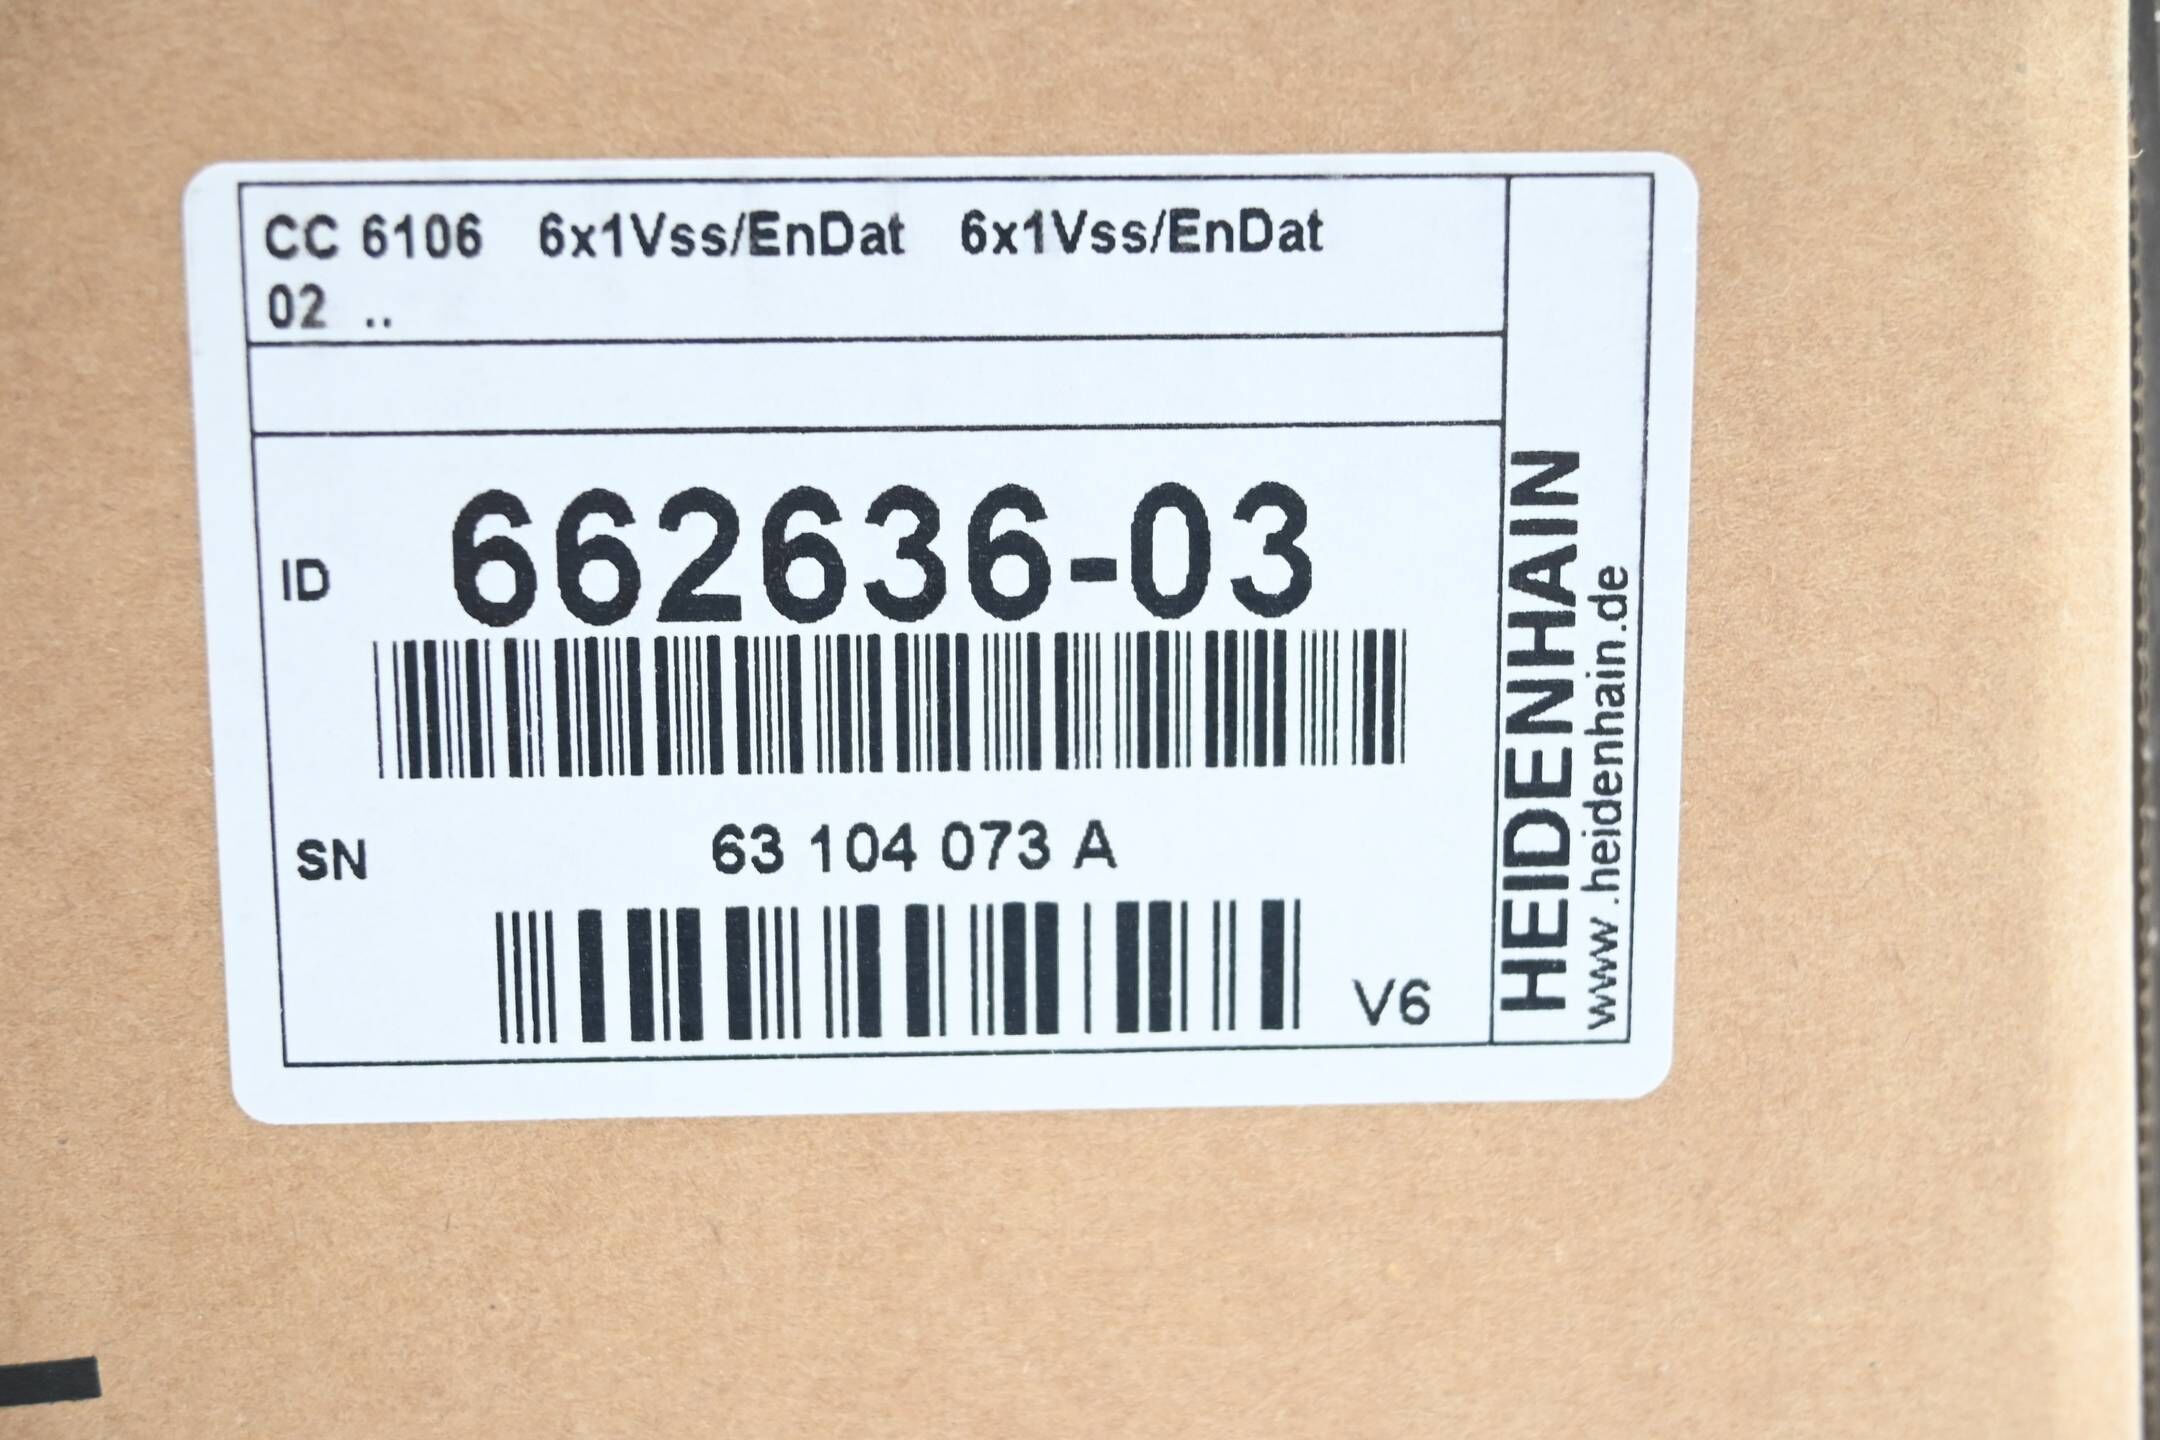 CC 6106 6x1Vss/EnDat 6x1Vss/EnDat
02 ..
ID 662636-03
SN 63 104 073 A
V6
HEIDENHAIN
www.heidenhain.de